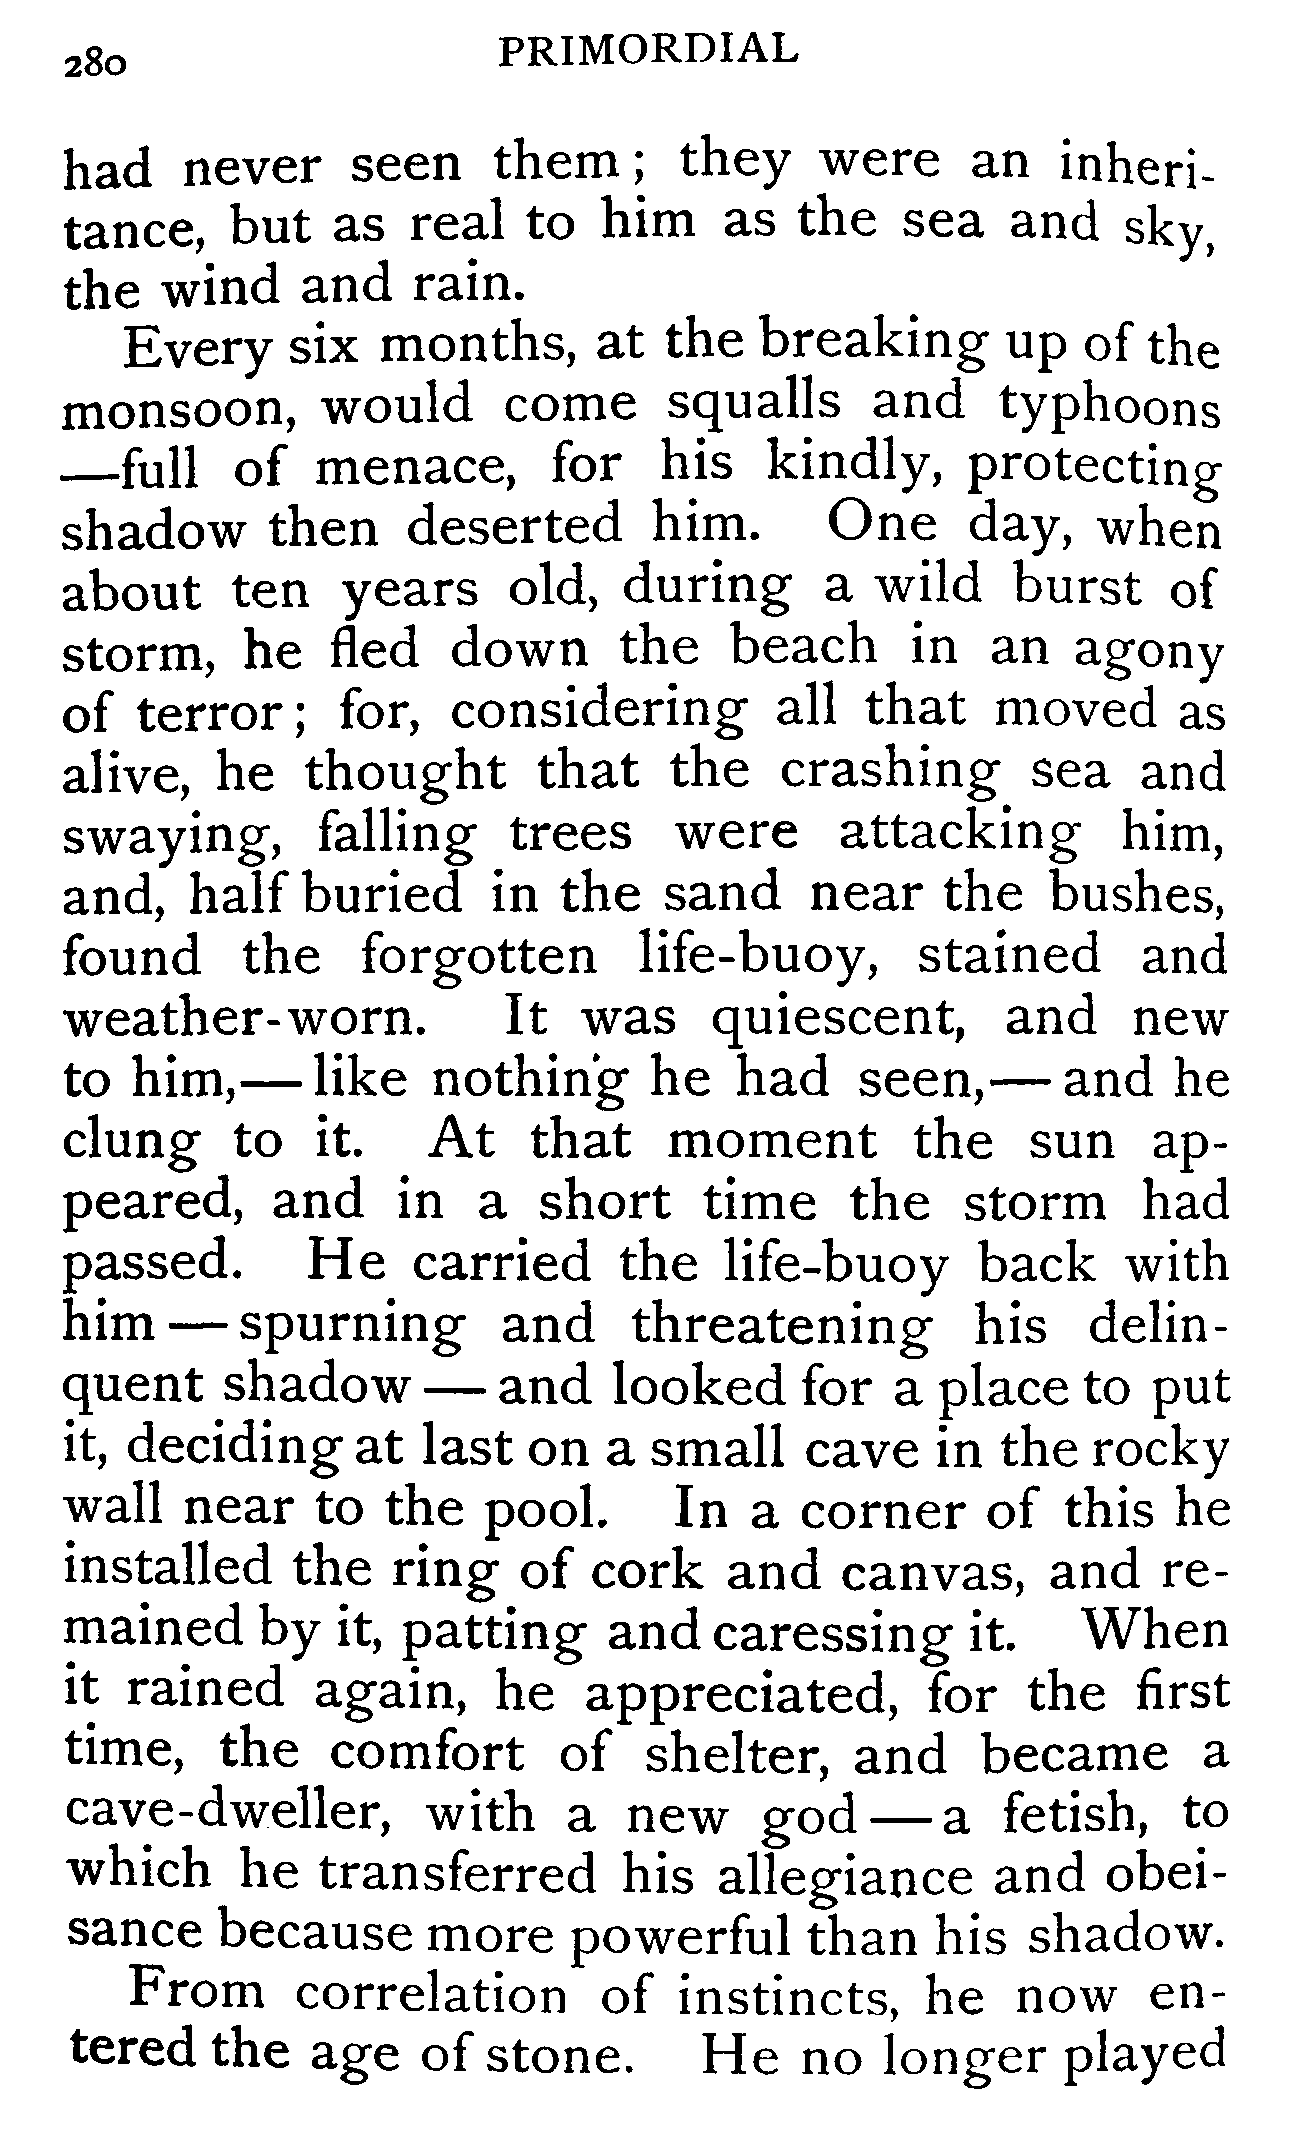 280
PRIMORDIAL
had never seen them; they were an inheri-
tance, but as real to him as the sea and sky,
the wind and rain.
Every six months, at the breaking up of the
monsoon, would come squalls and typhoons
—full of menace, for his kindly, protecting
shadow then deserted him. One day, when
about ten years old, during a wild burst of
storm, he fled down the beach in an agony
of terror; for, considering all that moved as
alive, he thought that the crashing sea and
swaying, falling trees were attacking him,
and, half buried in the sand near the bushes,
found the forgotten life-buoy, stained and
weather-worn. It was quiescent, and new
to him,—like nothing he had seen,—and he
clung to it. At that moment the sun ap-
peared, and in a short time the storm had
passed. He carried the life-buoy back with
him—spurning and threatening his delin-
quent shadow—and looked for a place to put
it, deciding at last on a small cave in the rocky
wall near to the pool. In a corner of this he
installed the ring of cork and canvas, and re-
mained by it, patting and caressing it. When
it rained again, he appreciated, for the first
time, the comfort of shelter, and became a
cave-dweller, with a new god—a fetish, to
which he transferred his allegiance and obei-
sance because more powerful than his shadow.
From correlation of instincts, he now en-
tered the age of stone. He no longer played